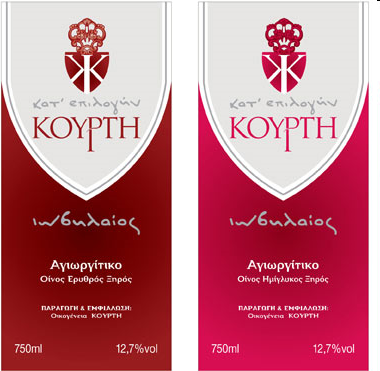 κατ' επιλογήν
ΚΟΥΡΤΗ
ιωβηλαίος
Αγιωργίτικο
Οίνος Ερυθρός Ξηρός
ΠΑΡΑΓΩΓΗ & ΕΜΦΙΑΛΩΣΗ:
Οικογένεια ΚΟΥΡΤΗ
750ml 12,7%vol
κατ' επιλογήν
ΚΟΥΡΤΗ
ιωβηλαίος
Αγιωργίτικο
Οίνος Ημίγλυκος Ξηρός
ΠΑΡΑΓΩΓΗ & ΕΜΦΙΑΛΩΣΗ:
Οικογένεια ΚΟΥΡΤΗ
750ml 12,7%vol